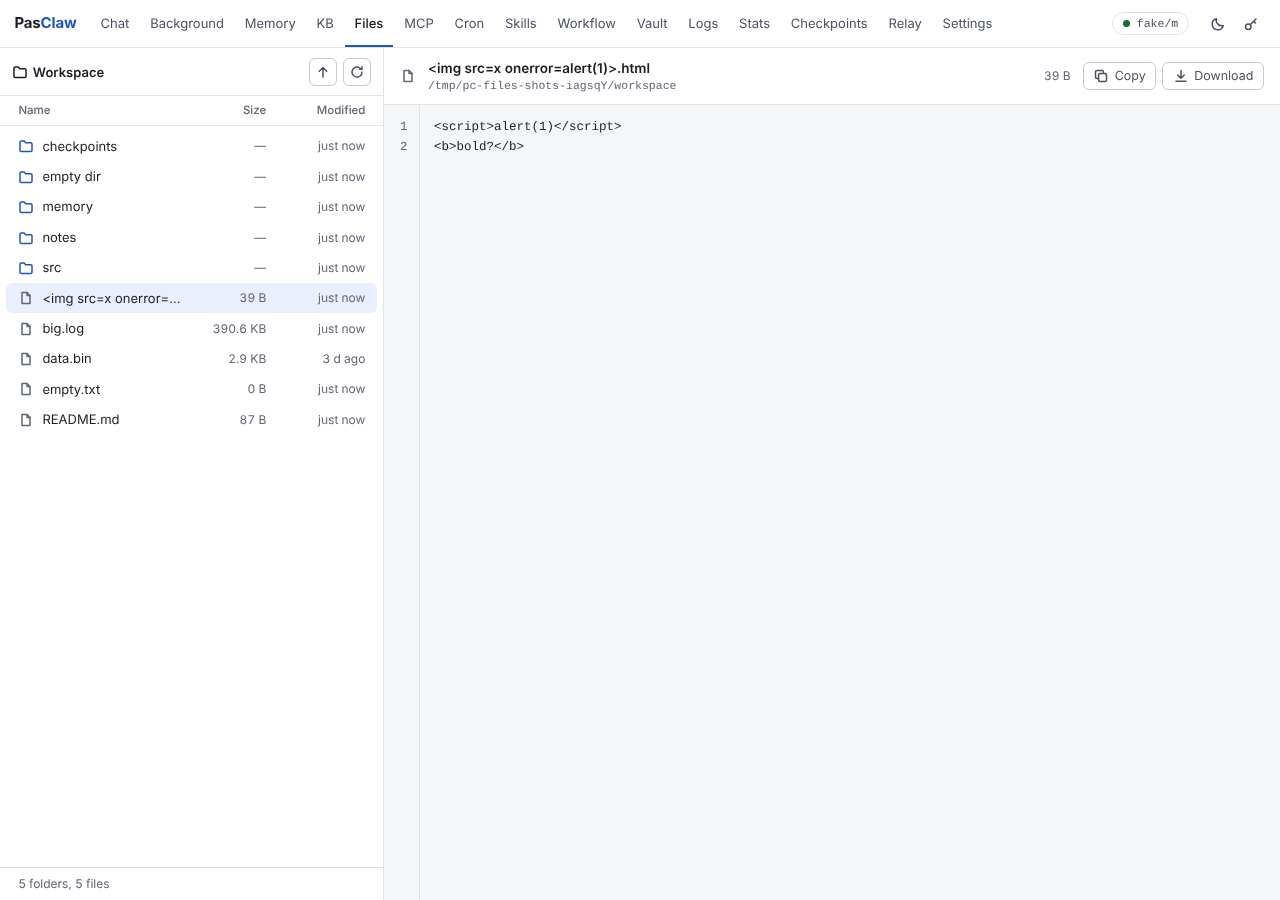 PasClaw Chat Background Memory KB Files MCP Cron Skills Workflow Vault Logs Stats Checkpoints Relay Settings fake/m
Workspace
Name Size Modified
checkpoints — just now
empty dir — just now
memory — just now
notes — just now
src — just now
<img src=x onerror=... 39 B just now
big.log 390.6 KB just now
data.bin 2.9 KB 3 d ago
empty.txt 0 B just now
README.md 87 B just now
5 folders, 5 files
<img src=x onerror=alert(1)>.html
/tmp/pc-files-shots-iagsqY/workspace
39 B Copy Download
1 <script>alert(1)</script>
2 <b>bold?</b>